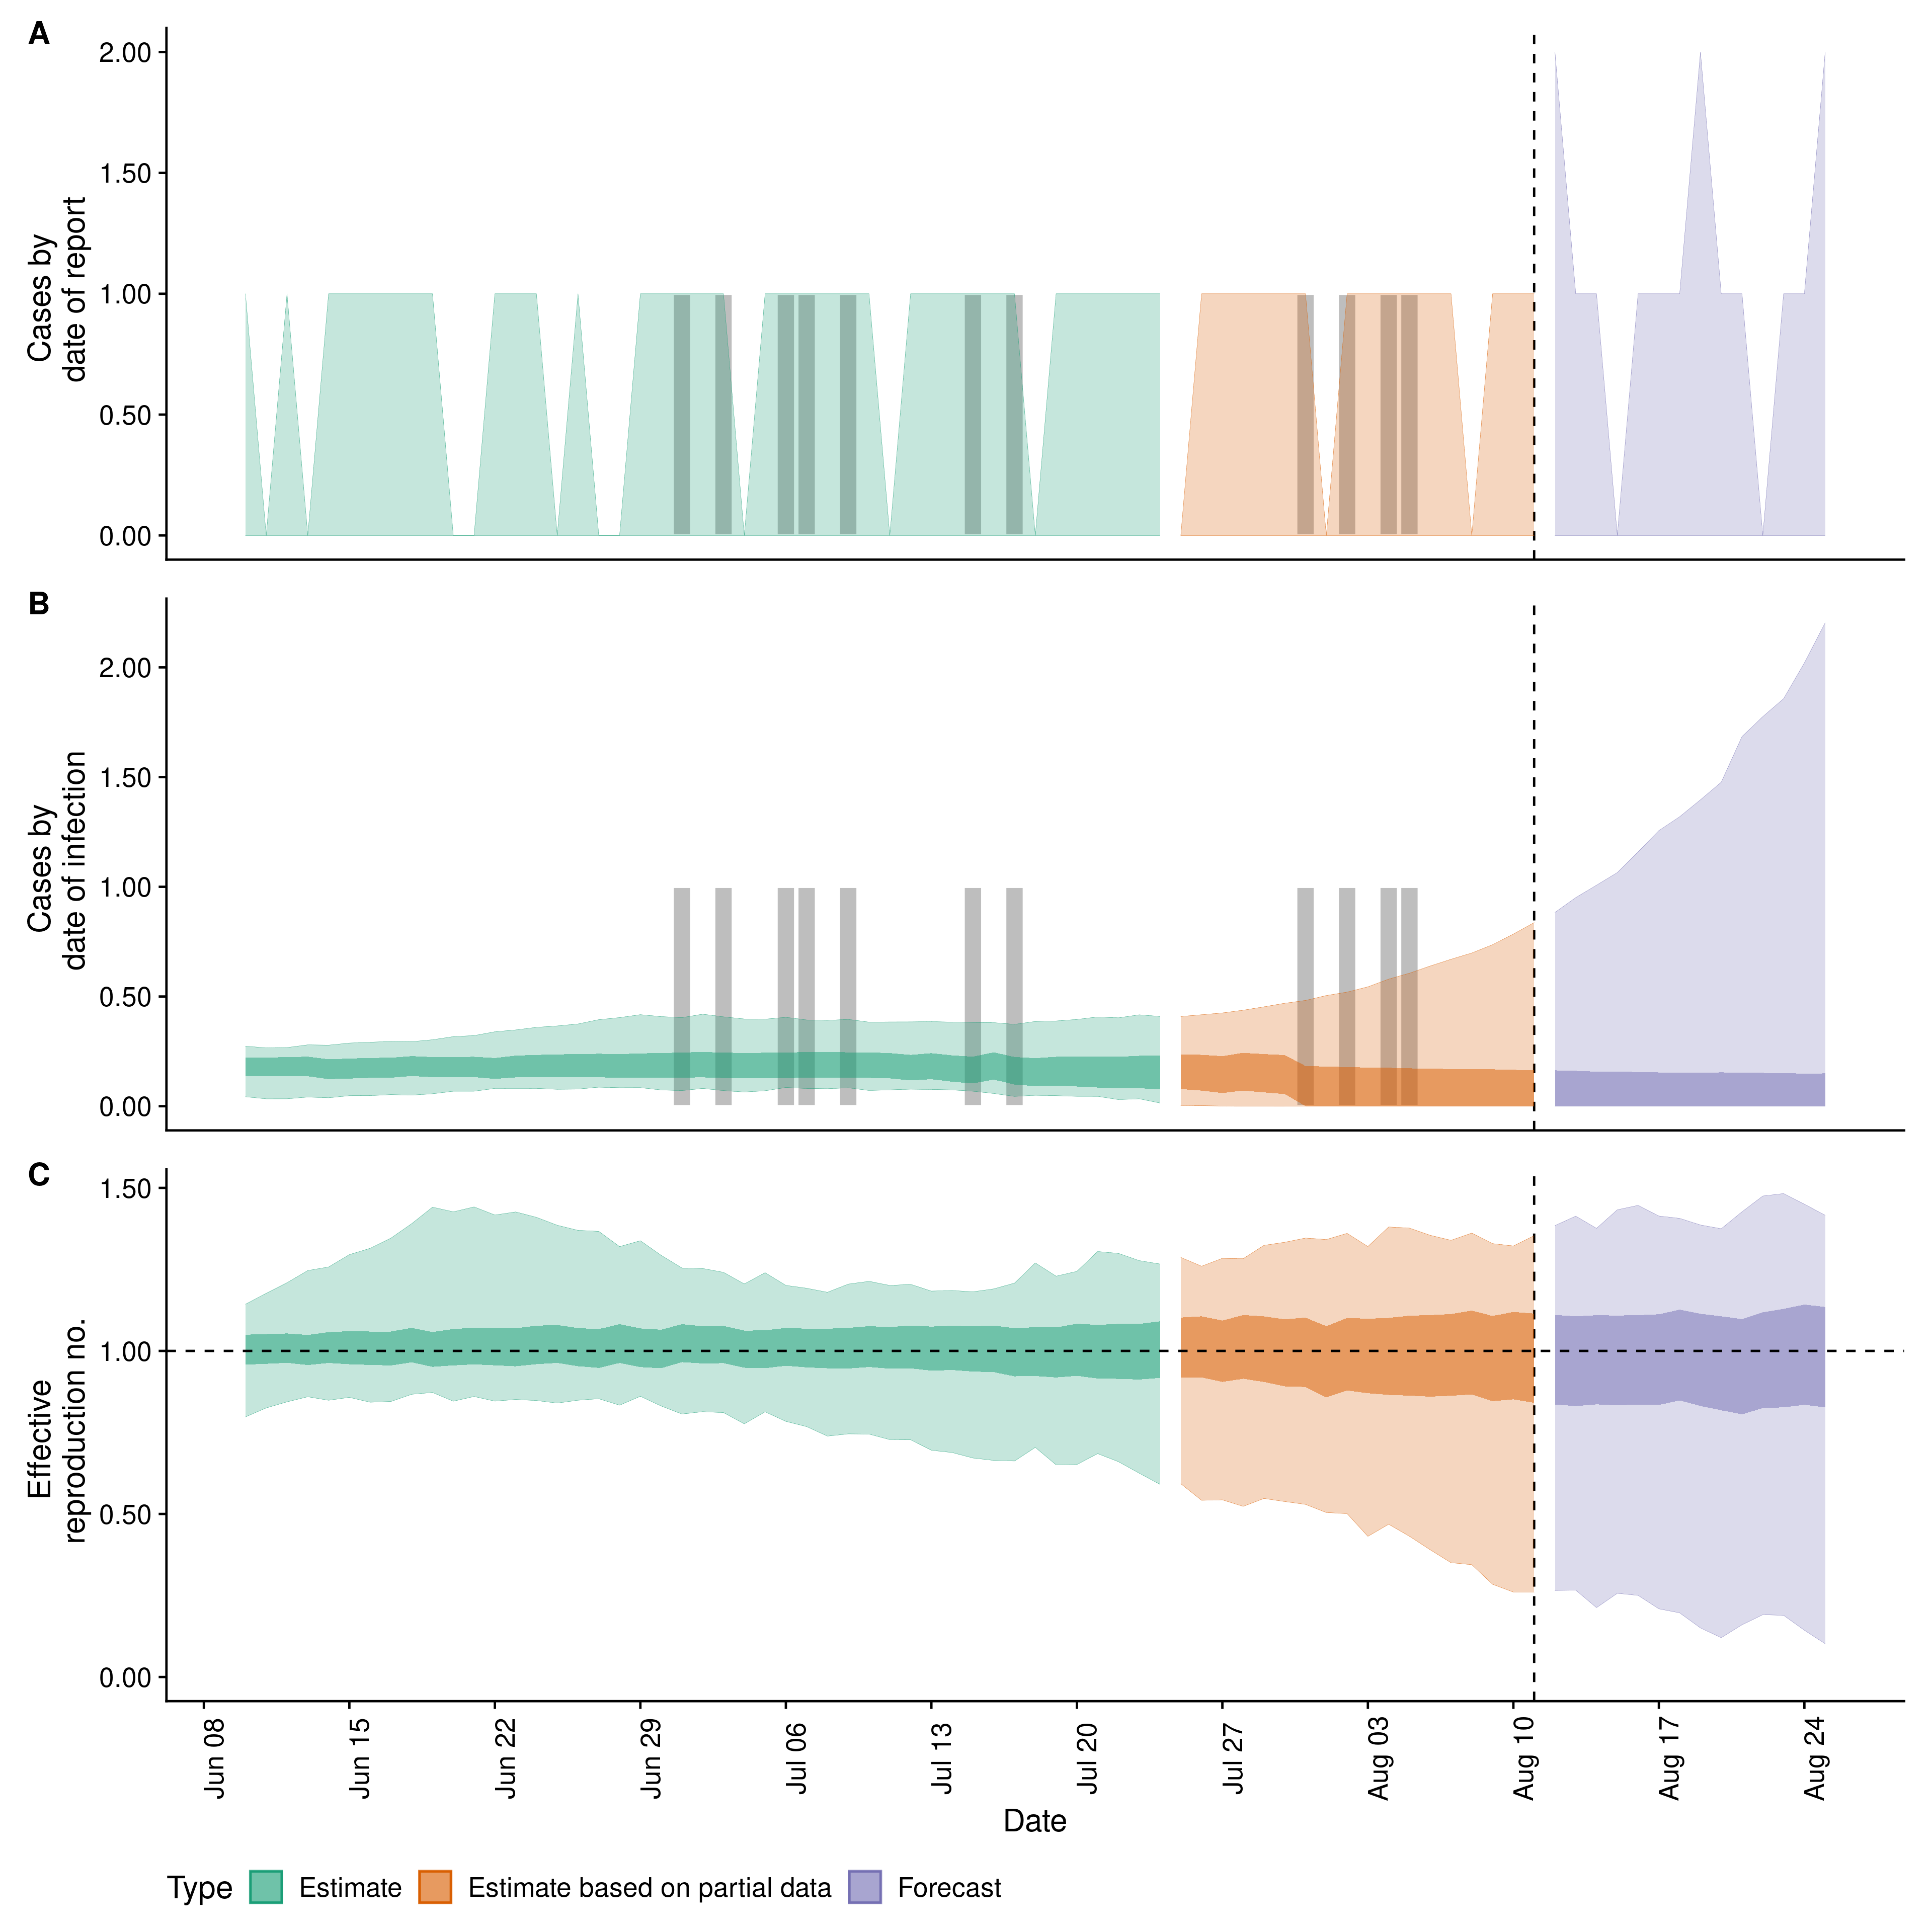 A
2.00
1.50
1.00
0.50
0.00
Cases by
date of report
B
2.00
1.50
1.00
0.50
0.00
Cases by
date of infection
C
1.50
1.00
0.50
0.00
Effective
reproduction no.
Jun 08
Jun 15
Jun 22
Jun 29
Jul 06
Jul 13
Jul 20
Jul 27
Aug 03
Aug 10
Aug 17
Aug 24
Date
Type Estimate Estimate based on partial data Forecast